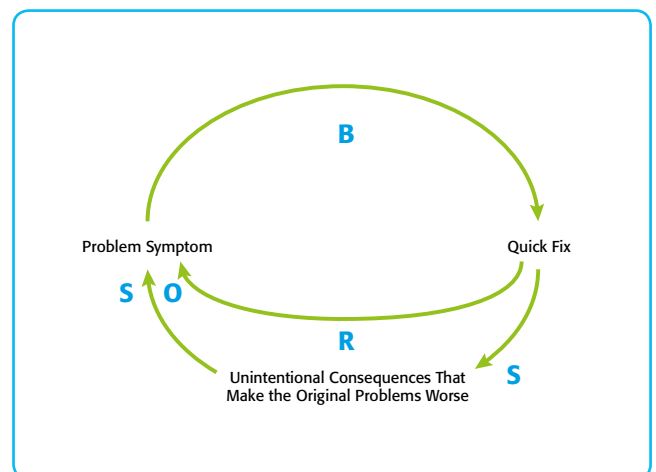 B
Problem Symptom
Quick Fix
S
O
R
S
Unintentional Consequences That
Make the Original Problems Worse